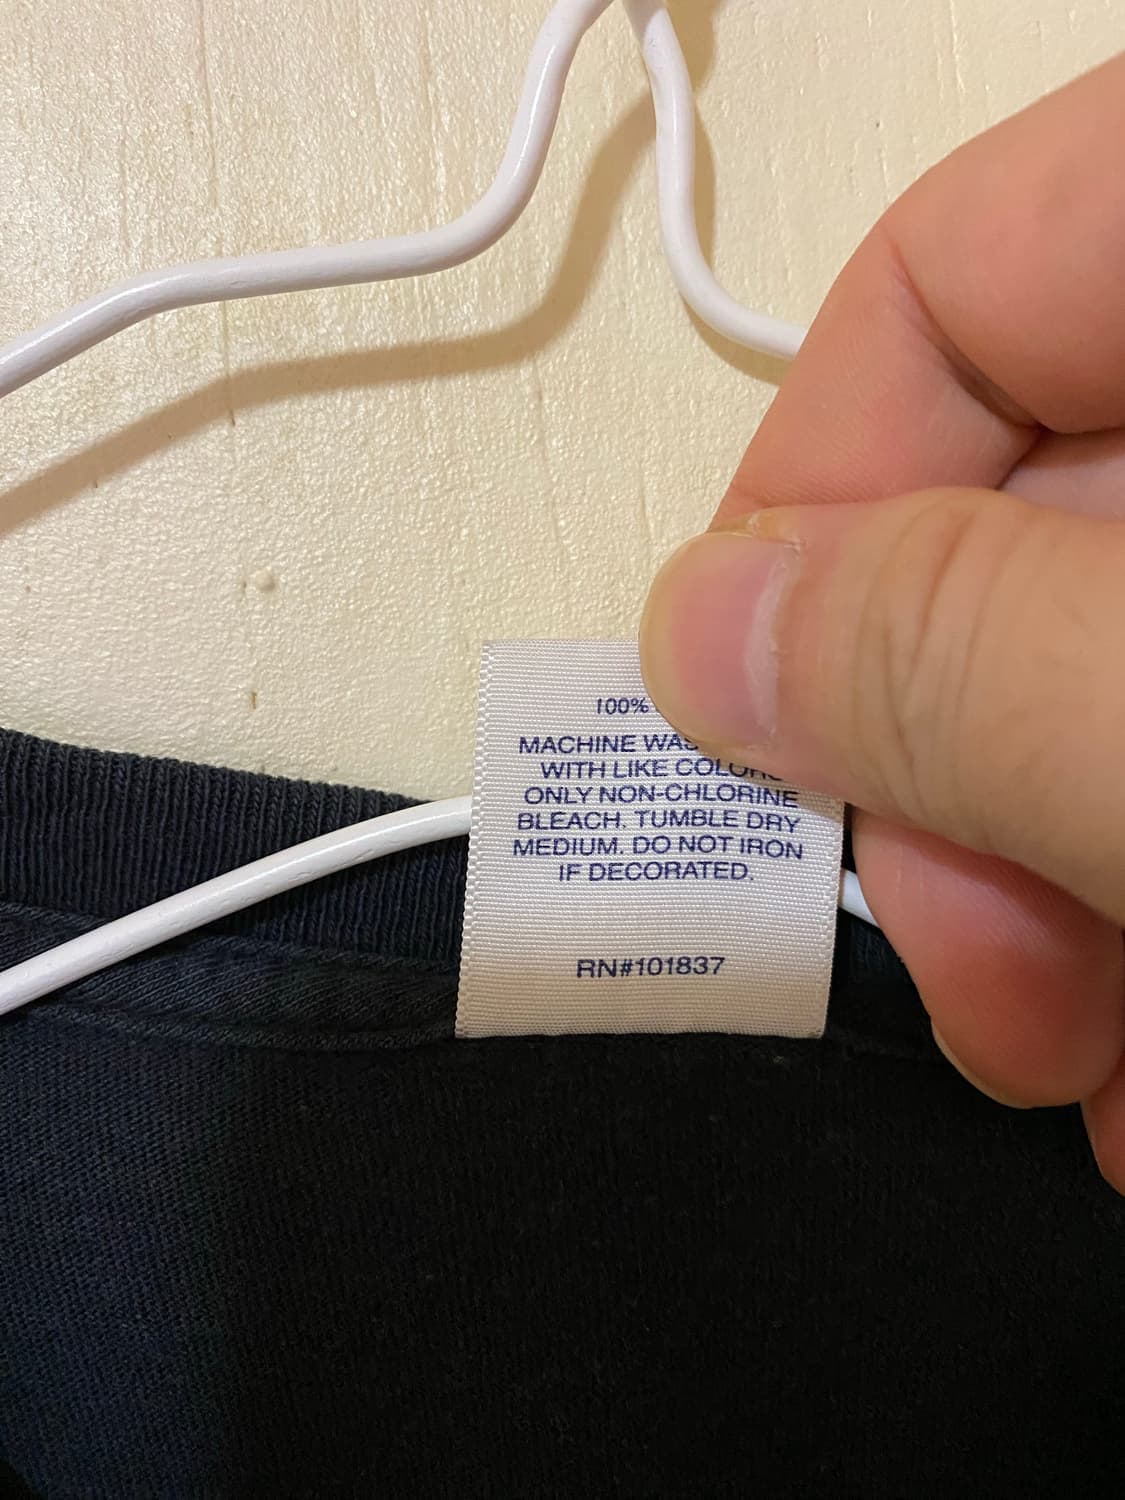 100%
MACHINE WAS
WITH LIKE COLORS
ONLY NON-CHLORINE
BLEACH. TUMBLE DRY
MEDIUM. DO NOT IRON
IF DECORATED.
RN#101837